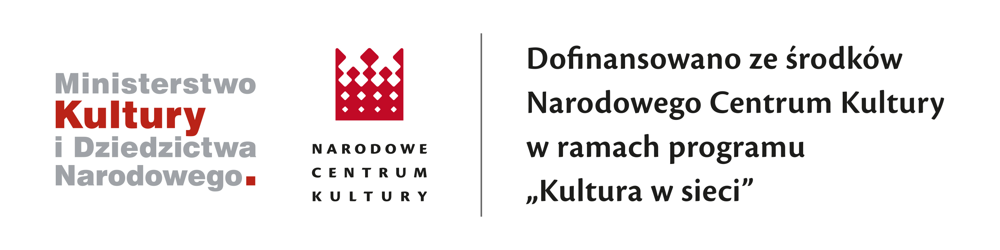 Ministerstwo
Kultury
i Dziedzictwa
Narodowego.
NARODOWE
CENTRUM
KULTURY
Dofinansowano ze środków
Narodowego Centrum Kultury
w ramach programu
„Kultura w sieci”